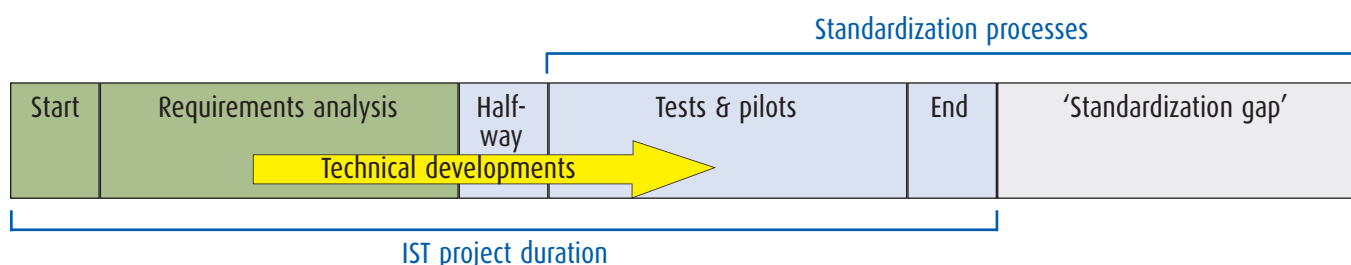 Standardization processes
Start
Requirements analysis
Half-
way
Tests & pilots
End
‘Standardization gap’
Technical developments
IST project duration